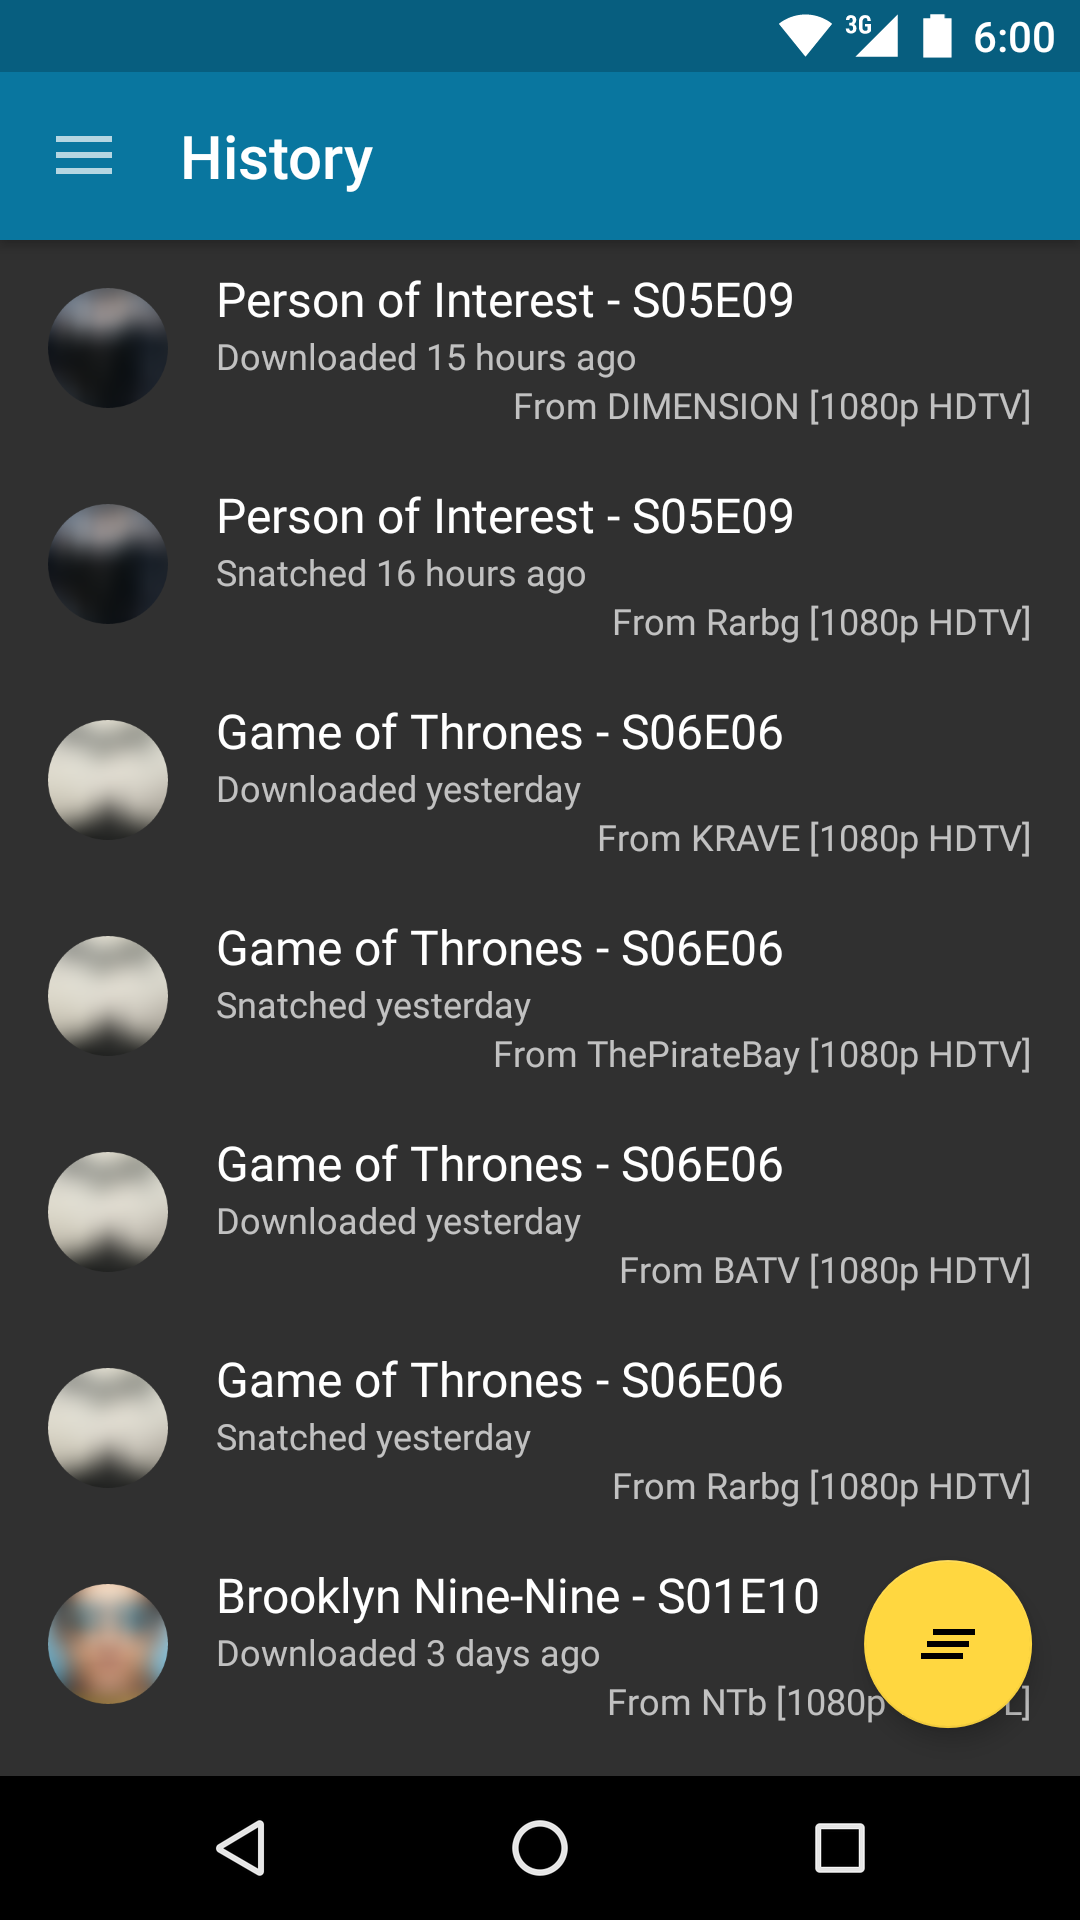 3G 6:00
History
Person of Interest - S05E09
Downloaded 15 hours ago
From DIMENSION [1080p HDTV]
Person of Interest - S05E09
Snatched 16 hours ago
From Rarbg [1080p HDTV]
Game of Thrones - S06E06
Downloaded yesterday
From KRAVE [1080p HDTV]
Game of Thrones - S06E06
Snatched yesterday
From ThePirateBay [1080p HDTV]
Game of Thrones - S06E06
Downloaded yesterday
From BATV [1080p HDTV]
Game of Thrones - S06E06
Snatched yesterday
From Rarbg [1080p HDTV]
Brooklyn Nine-Nine - S01E10
Downloaded 3 days ago
From NTb [1080p